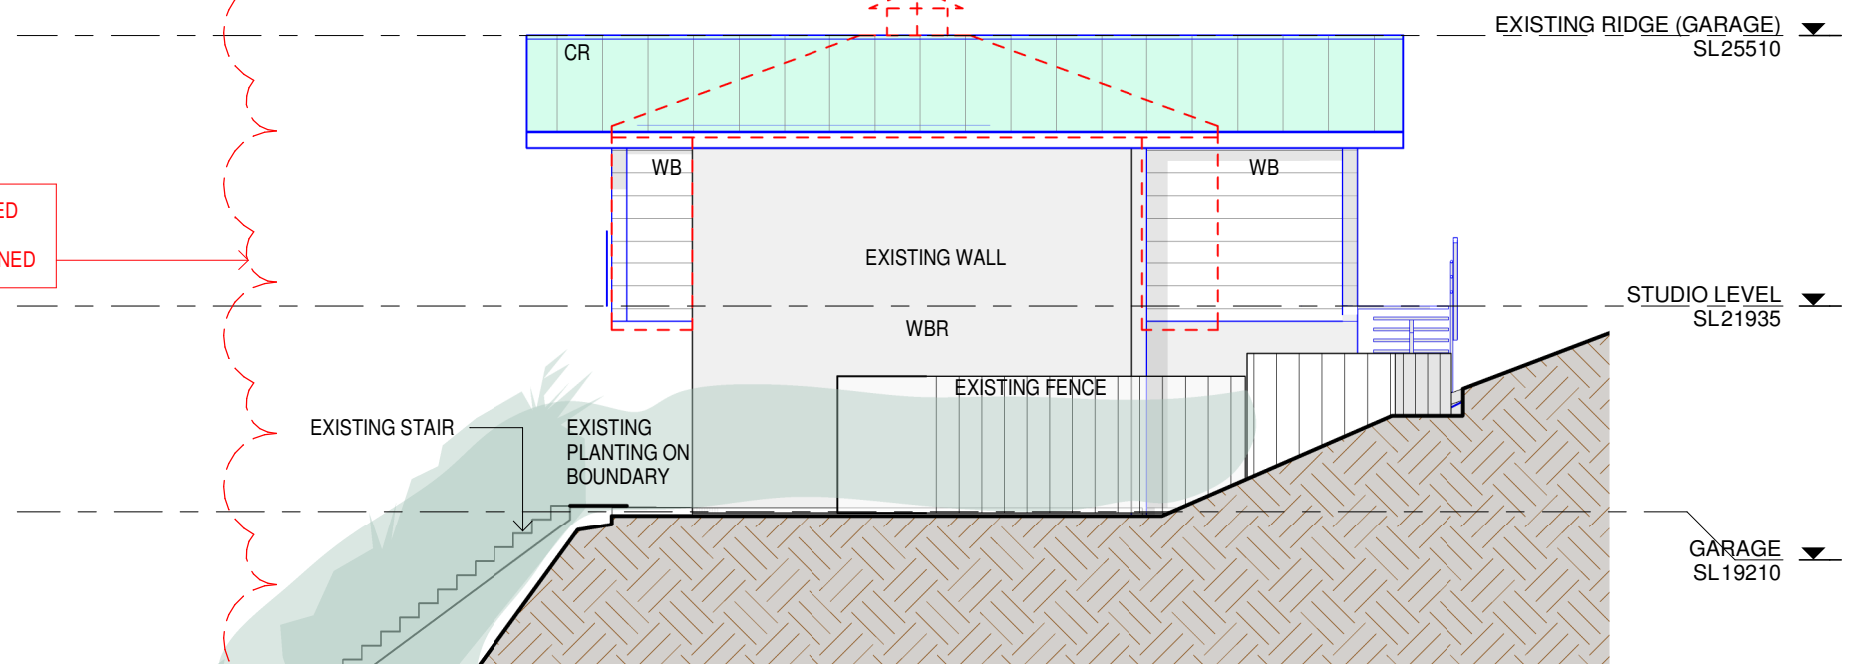 EXISTING RIDGE (GARAGE)
SL25510
CR
WB
WB
ED
NED
EXISTING WALL
STUDIO LEVEL
SL21935
WBR
EXISTING FENCE
EXISTING STAIR
EXISTING
PLANTING ON
BOUNDARY
GARAGE
SL19210